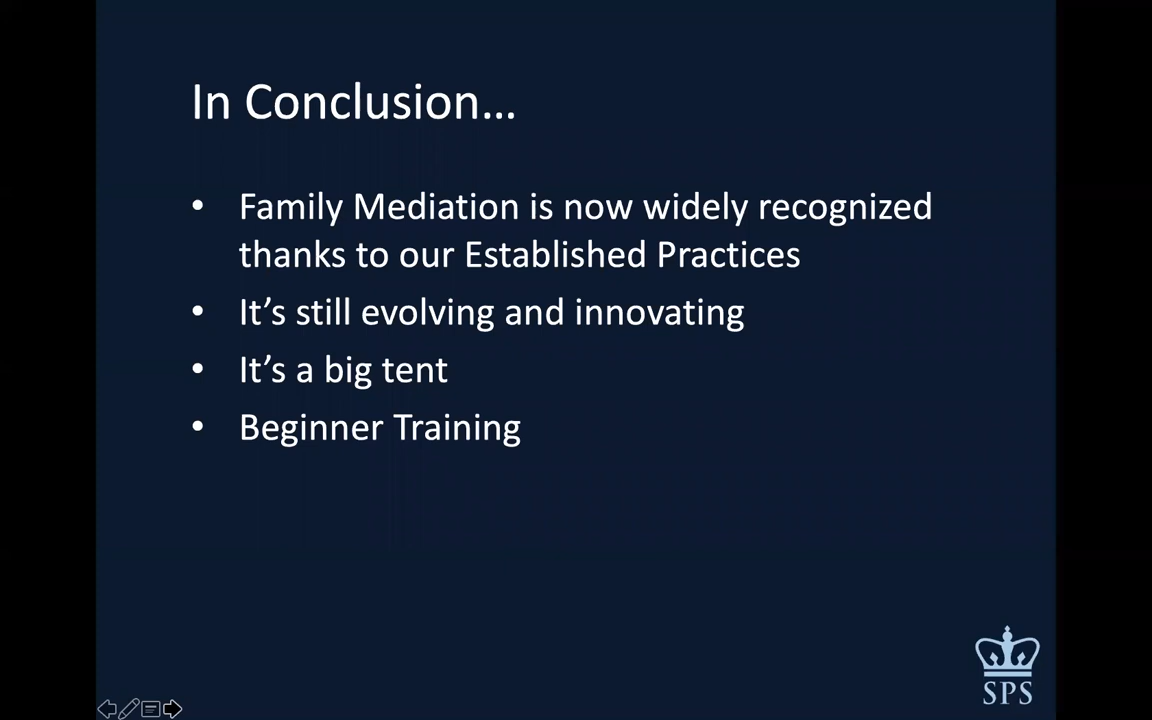 In Conclusion…
• Family Mediation is now widely recognized
thanks to our Established Practices
• It’s still evolving and innovating
• It’s a big tent
• Beginner Training
SPS